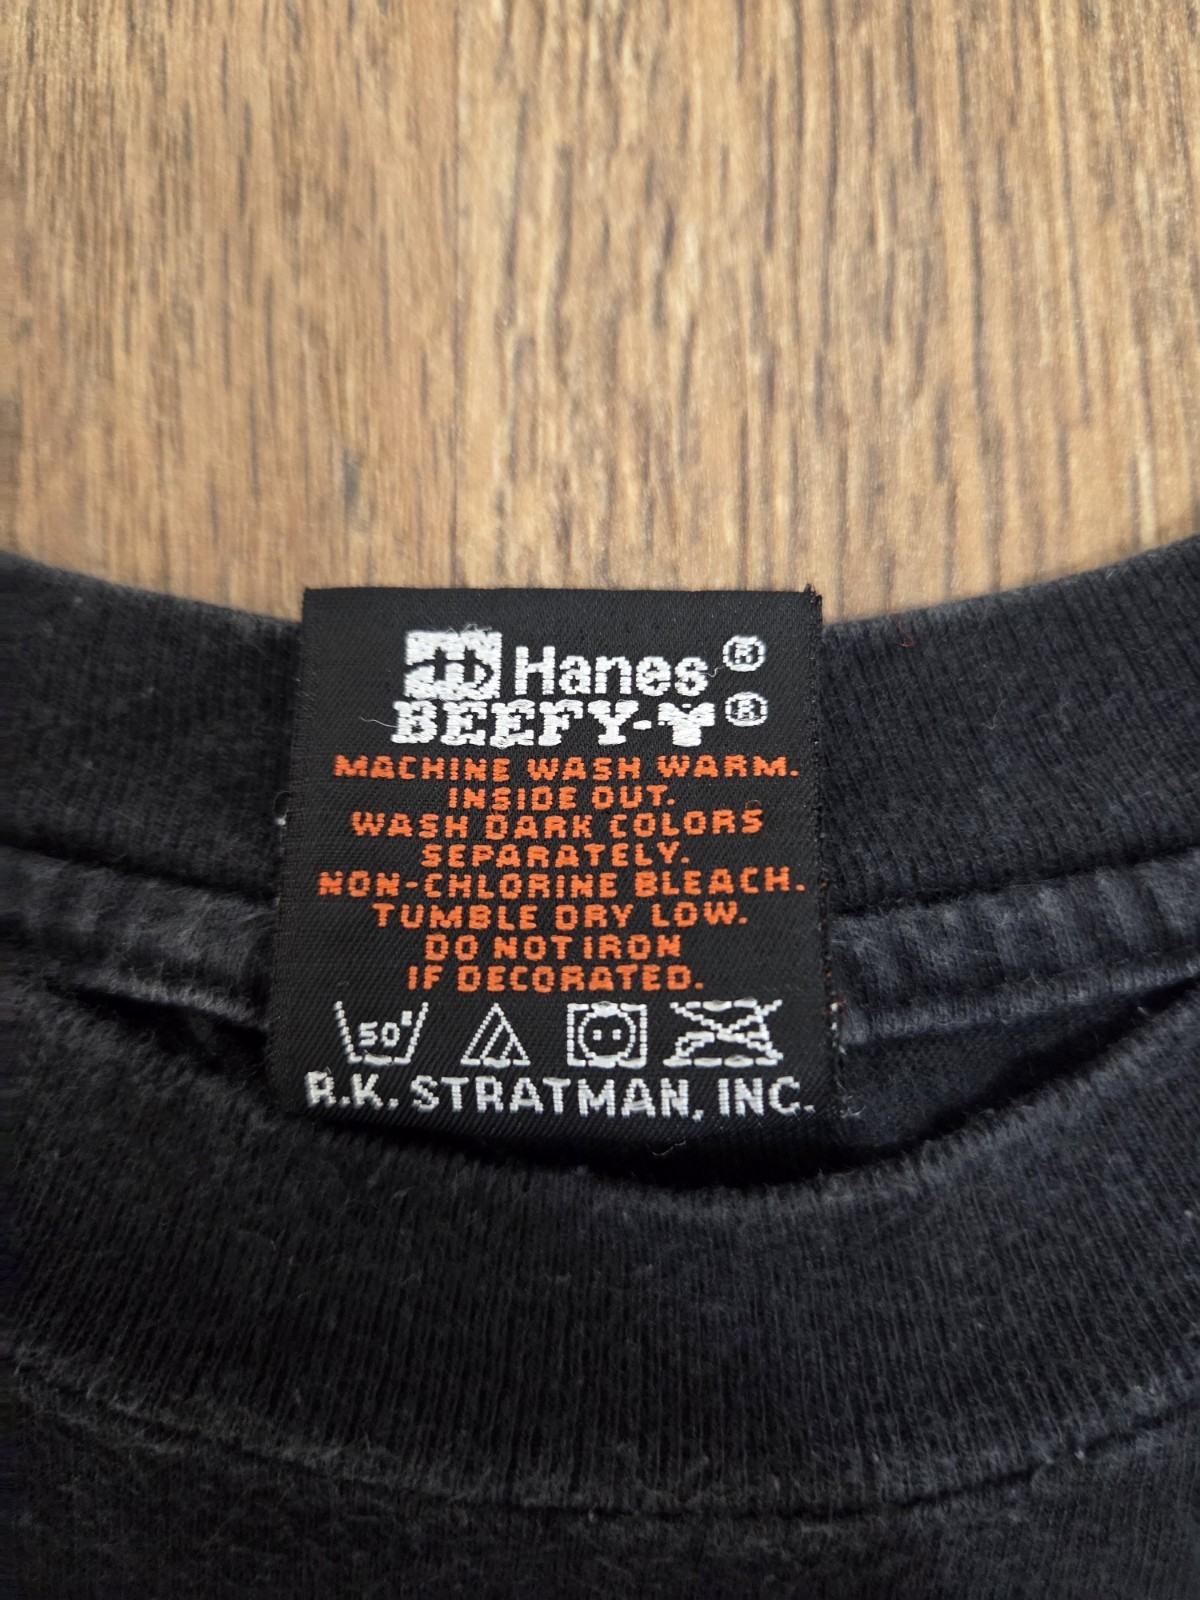 Hanes®
BEEFY-T®
MACHINE WASH WARM.
INSIDE OUT.
WASH DARK COLORS
SEPARATELY.
NON-CHLORINE BLEACH.
TUMBLE DRY LOW.
DO NOT IRON
IF DECORATED.
50°
R.K. STRATMAN, INC.